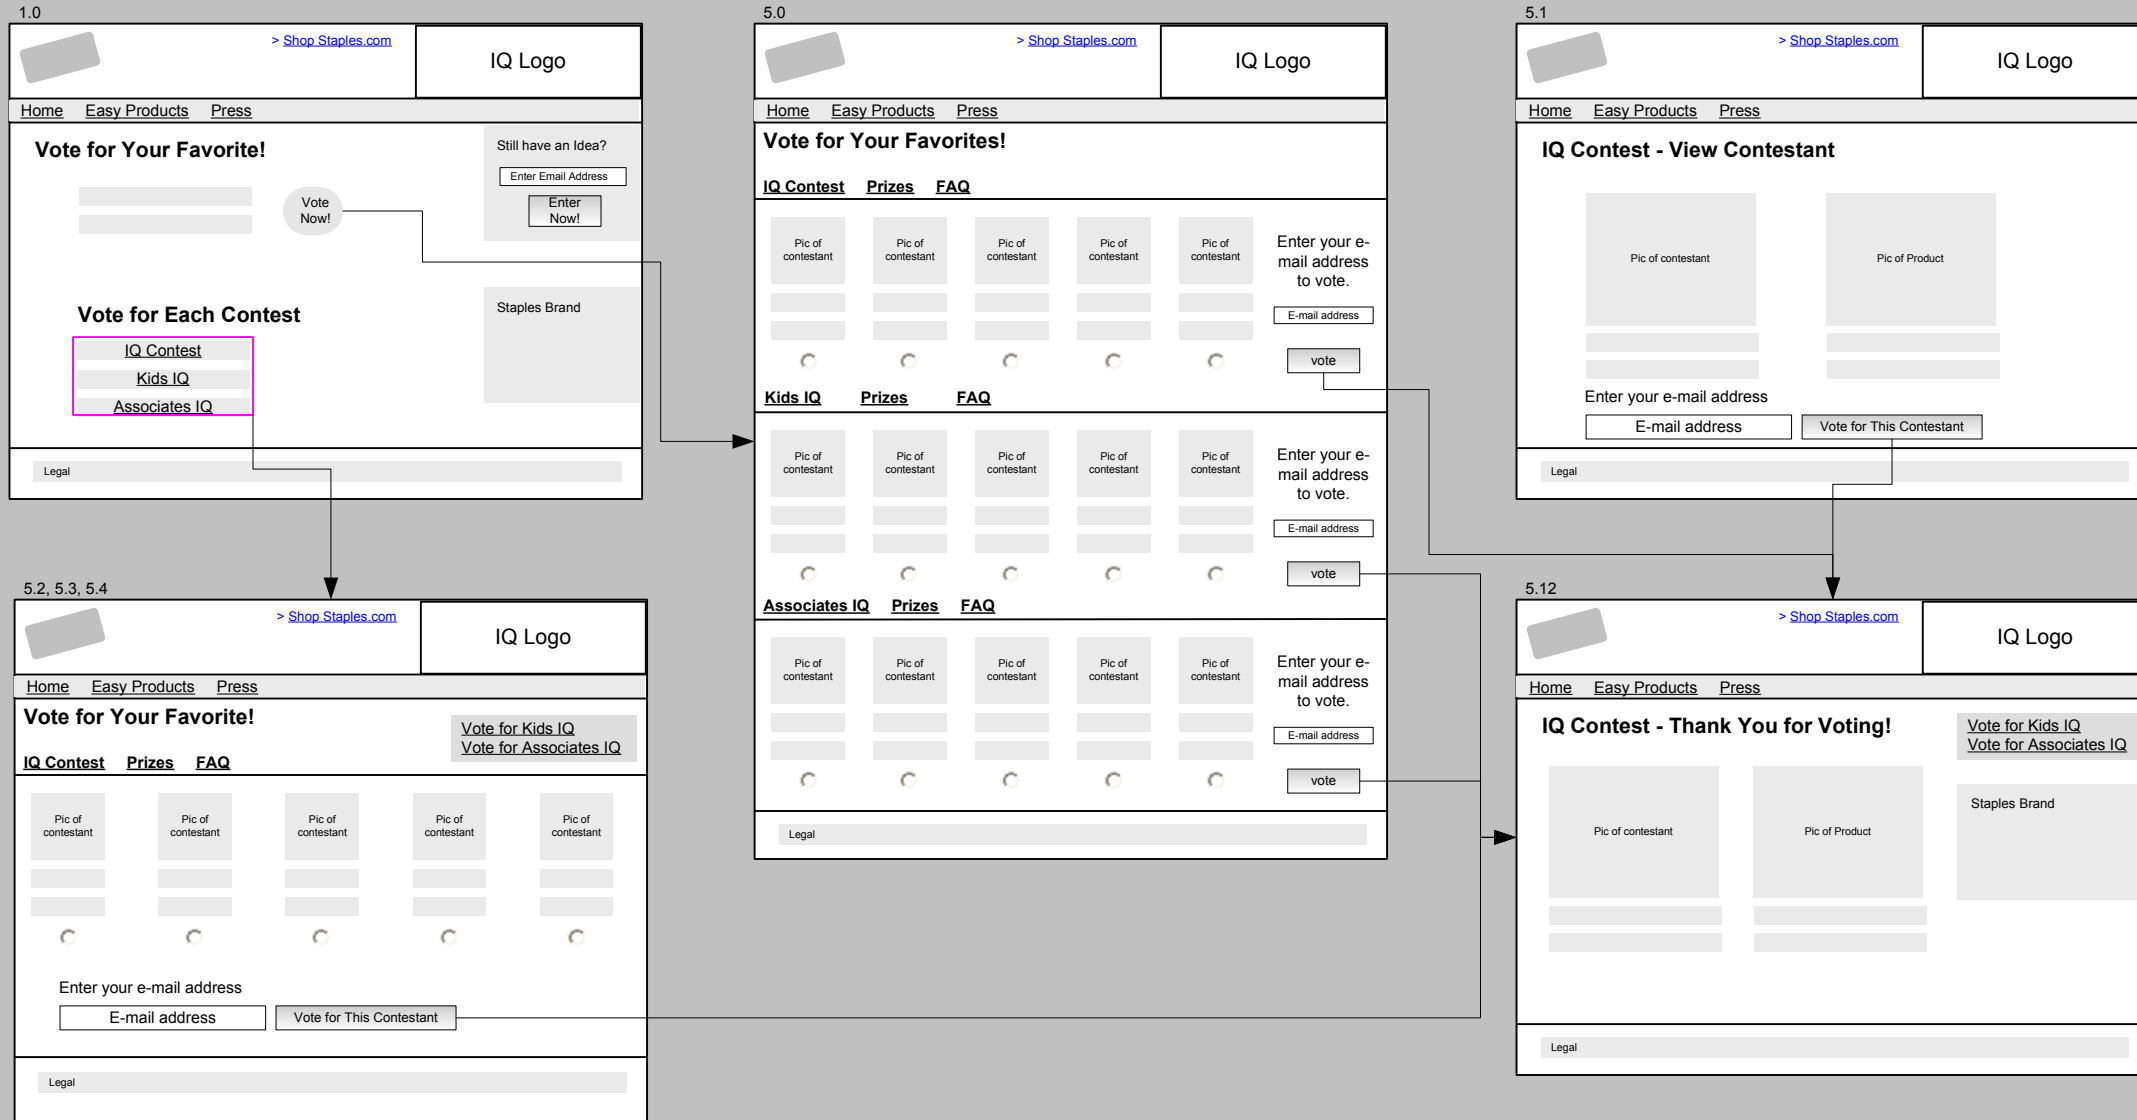 1.0
> Shop Staples.com
IQ Logo
Home Easy Products Press
Vote for Your Favorite!
Vote
Now!
Still have an Idea?
Enter Email Address
Enter
Now!
Vote for Each Contest
IQ Contest
Kids IQ
Associates IQ
Staples Brand
Legal
5.0
> Shop Staples.com
IQ Logo
Home Easy Products Press
Vote for Your Favorites!
IQ Contest Prizes FAQ
Pic of
contestant
Pic of
contestant
Pic of
contestant
Pic of
contestant
Pic of
contestant
Enter your e-
mail address
to vote.
E-mail address
vote
Kids IQ Prizes FAQ
Pic of
contestant
Pic of
contestant
Pic of
contestant
Pic of
contestant
Pic of
contestant
Enter your e-
mail address
to vote.
E-mail address
vote
Associates IQ Prizes FAQ
Pic of
contestant
Pic of
contestant
Pic of
contestant
Pic of
contestant
Pic of
contestant
Enter your e-
mail address
to vote.
E-mail address
vote
Legal
5.1
> Shop Staples.com
IQ Logo
Home Easy Products Press
IQ Contest - View Contestant
Pic of contestant
Pic of Product
Enter your e-mail address
E-mail address
Vote for This Contestant
Legal
5.2, 5.3, 5.4
> Shop Staples.com
IQ Logo
Home Easy Products Press
Vote for Your Favorite!
Vote for Kids IQ
Vote for Associates IQ
IQ Contest Prizes FAQ
Pic of
contestant
Pic of
contestant
Pic of
contestant
Pic of
contestant
Pic of
contestant
Enter your e-mail address
E-mail address
Vote for This Contestant
Legal
5.12
> Shop Staples.com
IQ Logo
Home Easy Products Press
IQ Contest - Thank You for Voting!
Vote for Kids IQ
Vote for Associates IQ
Pic of contestant
Pic of Product
Staples Brand
Legal